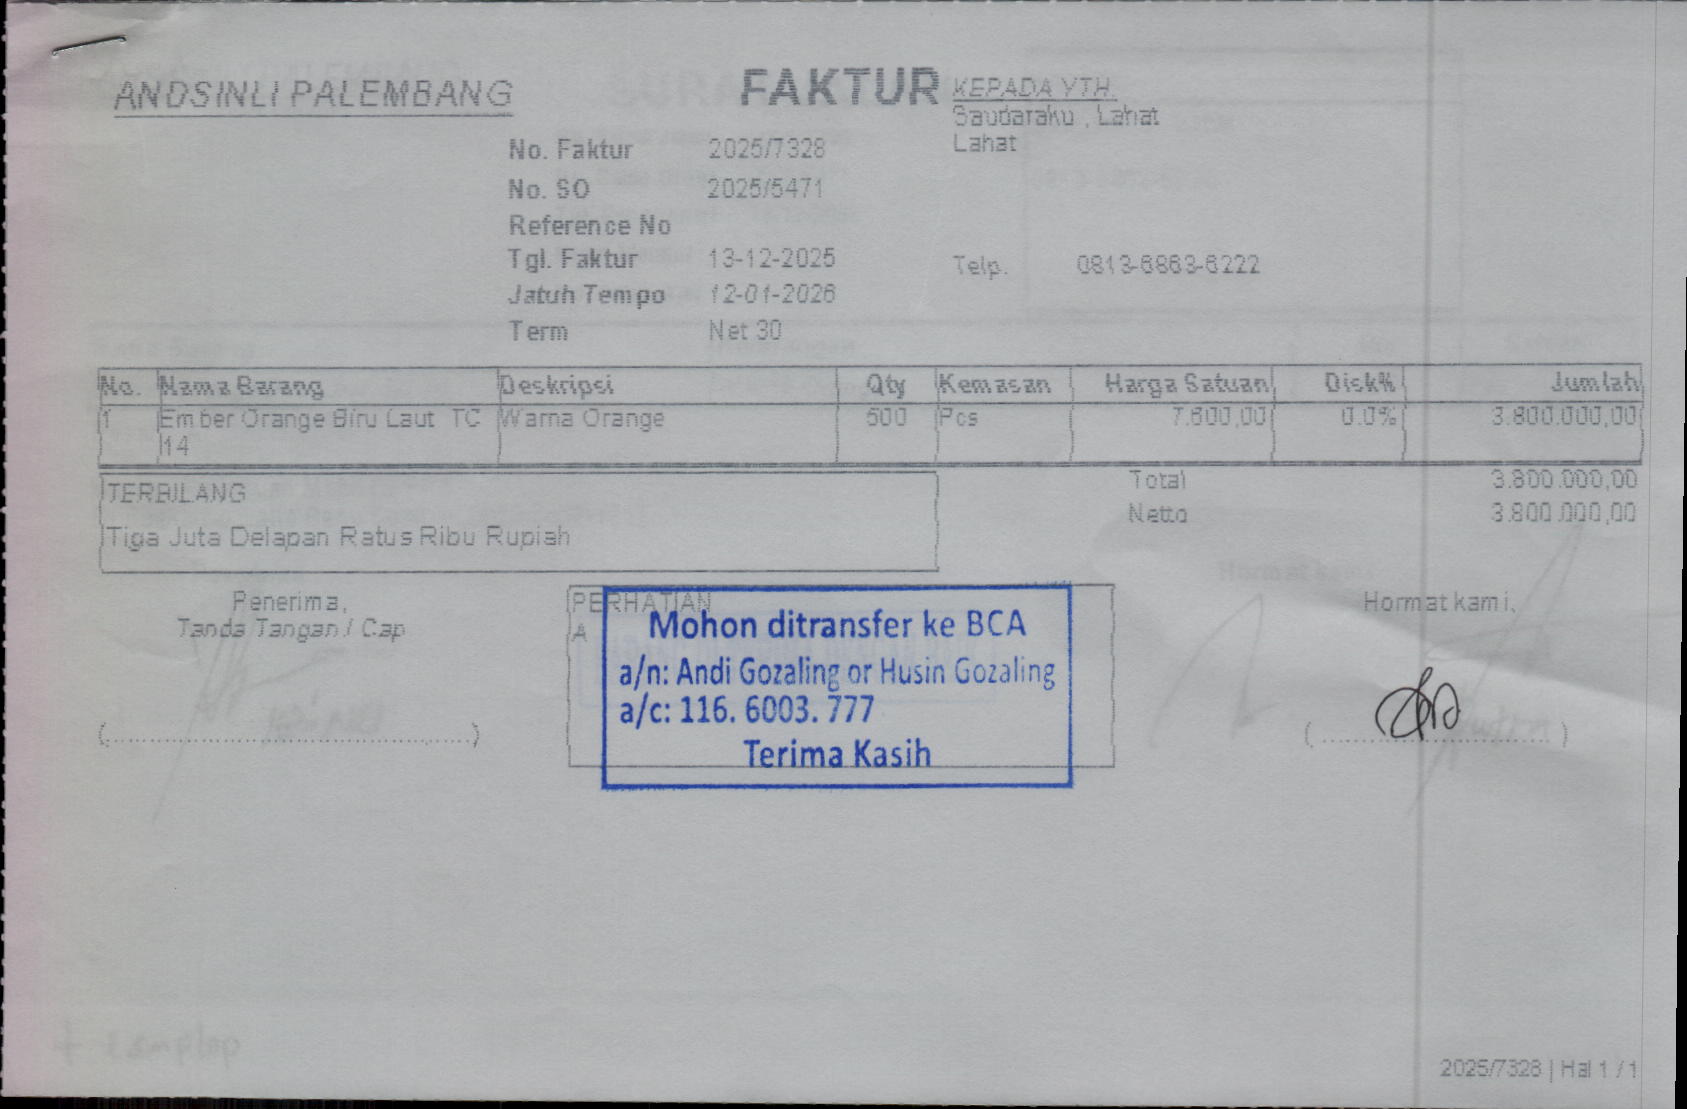 ANDSINLI PALEMBANG
FAKTUR
KEPADA YTH.
Saudaraku , Lahat
Lahat
No. Faktur 2025/7328
No. SO 2025/5471
Reference No
Tgl. Faktur 13-12-2025
Telp. 0813-6863-6222
Jatuh Tempo 12-01-2026
Term Net 30
No. Nama Barang Deskripsi Qty Kemasan Harga Satuan Disk% Jumlah
1 Ember Orange Biru Laut TC Warna Orange 500 Pcs 7.600,00 0.0% 3.800.000,00
14
Total 3.800.000,00
TERBILANG
Netto 3.800.000,00
Tiga Juta Delapan Ratus Ribu Rupiah
Penerima,
Tanda Tangan / Cap
PERHATIAN
A
Mohon ditransfer ke BCA
a/n: Andi Gozaling or Husin Gozaling
a/c: 116. 6003. 777
Terima Kasih
Hormat kami,
2025/7328 | Hal 1 / 1